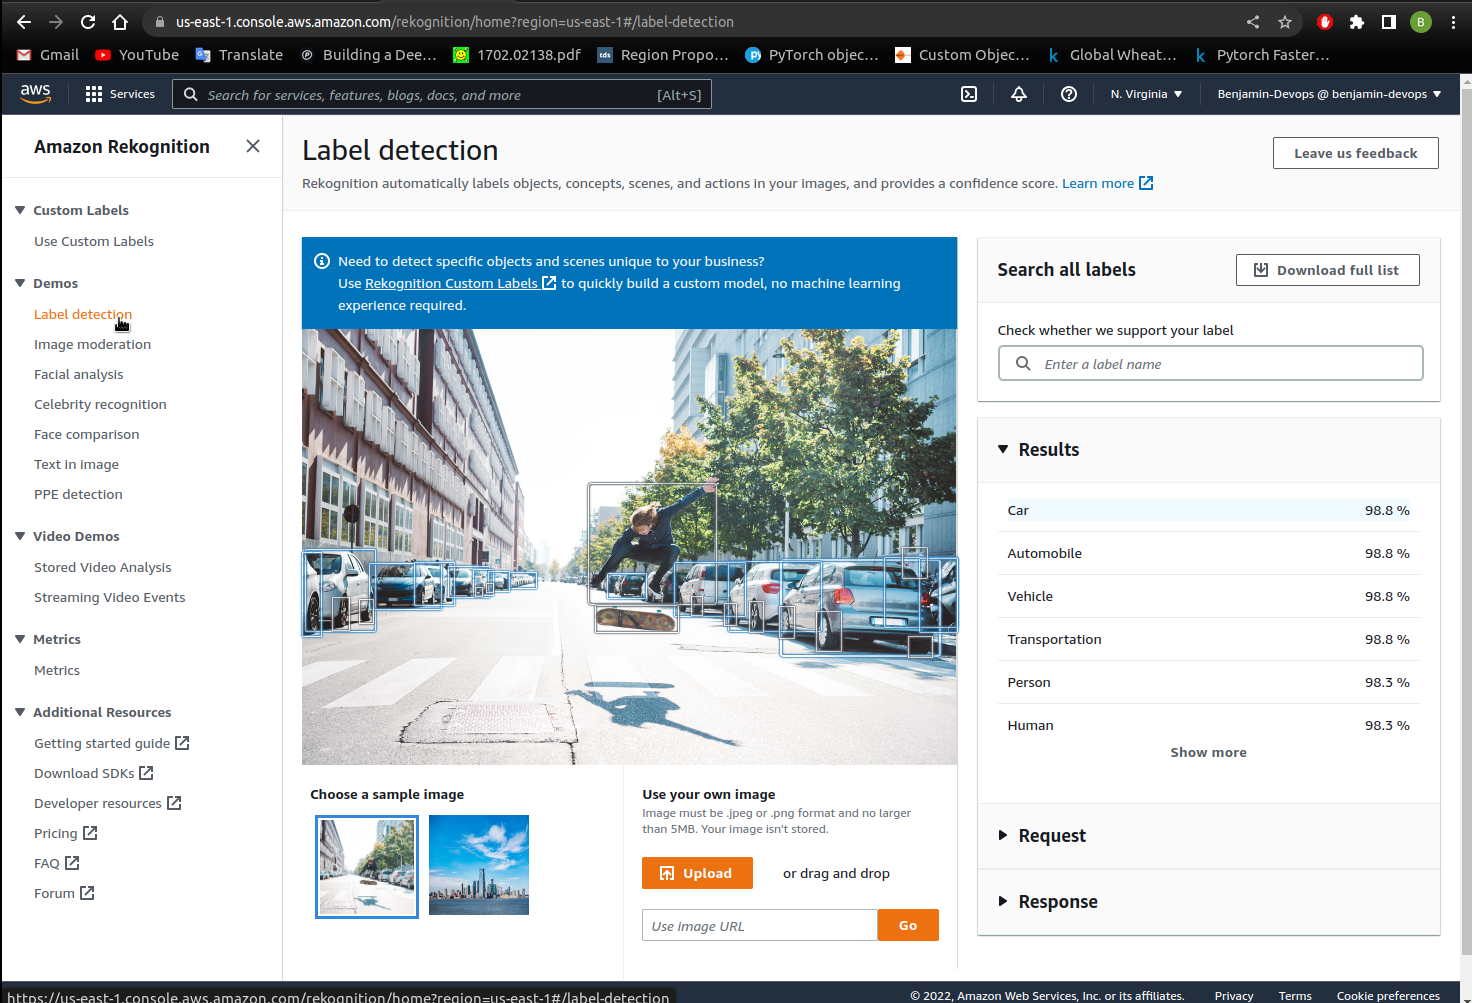 us-east-1.console.aws.amazon.com/rekognition/home?region=us-east-1#/label-detection
B
Gmail
YouTube
Translate
Building a Dee...
1702.02138.pdf
tds
Region Propo...
PyTorch objec...
Custom Objec...
k
Global Wheat...
k
Pytorch Faster...
aws
Services
Search for services, features, blogs, docs, and more
[Alt+S]
N. Virginia
Benjamin-Devops @ benjamin-devops
Amazon Rekognition
Custom Labels
Use Custom Labels
Demos
Label detection
Image moderation
Facial analysis
Celebrity recognition
Face comparison
Text in image
PPE detection
Video Demos
Stored Video Analysis
Streaming Video Events
Metrics
Metrics
Additional Resources
Getting started guide
Download SDKs
Developer resources
Pricing
FAQ
Forum
Label detection
Leave us feedback
Rekognition automatically labels objects, concepts, scenes, and actions in your images, and provides a confidence score. Learn more
Need to detect specific objects and scenes unique to your business?
Use Rekognition Custom Labels to quickly build a custom model, no machine learning
experience required.
Choose a sample image
Use your own image
Image must be .jpeg or .png format and no larger
than 5MB. Your image isn't stored.
Upload
or drag and drop
Use image URL
Go
Search all labels
Download full list
Check whether we support your label
Enter a label name
Results
Car 98.8 %
Automobile 98.8 %
Vehicle 98.8 %
Transportation 98.8 %
Person 98.3 %
Human 98.3 %
Show more
Request
Response
https://us-east-1.console.aws.amazon.com/rekognition/home?region=us-east-1#/label-detection
© 2022, Amazon Web Services, Inc. or its affiliates.
Privacy
Terms
Cookie preferences